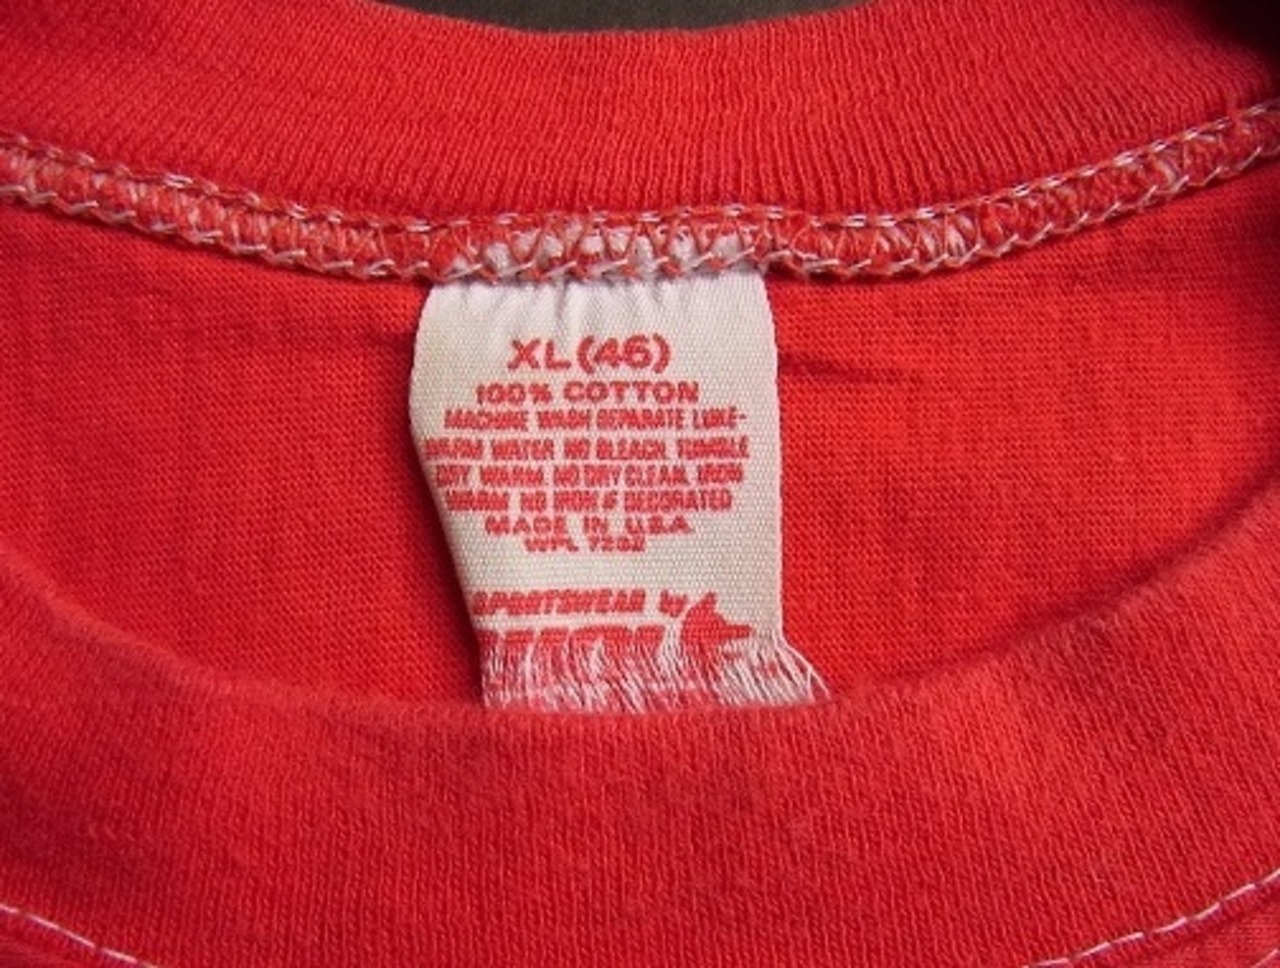 XL (46)
100% COTTON
MACHINE WASH SEPARATE LUKE-
WARM WATER NO BLEACH, TUMBLE
DRY WARM, NO DRY CLEAN, IRON
WARM NO IRON IF DECORATED
MADE IN U.S.A.
WPL
SPORTSWEAR by